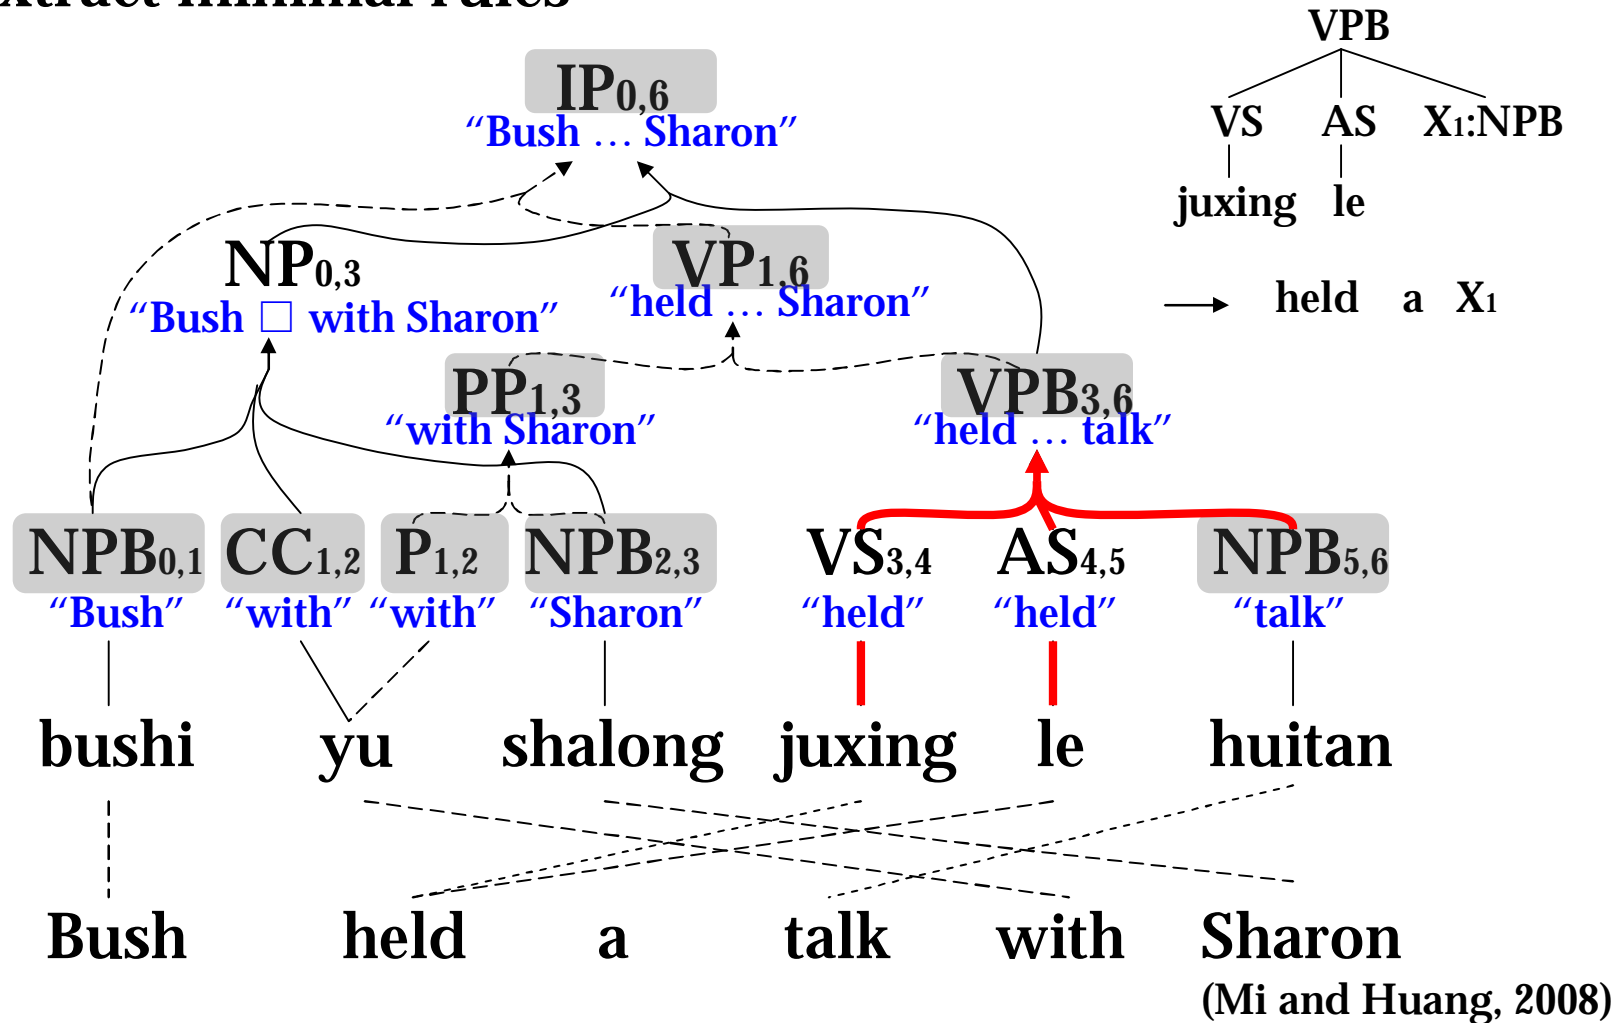 extract minimal rules
VPB
IP0,6
"Bush … Sharon"
VS AS X1:NPB
juxing le
NP0,3 VP1,6
"Bush □ with Sharon" "held … Sharon"
held a X1
PP1,3 VPB3,6
"with Sharon" "held … talk"
NPB0,1 CC1,2 P1,2 NPB2,3 VS3,4 AS4,5 NPB5,6
"Bush" "with" "with" "Sharon" "held" "held" "talk"
bushi yu shalong juxing le huitan
Bush held a talk with Sharon
(Mi and Huang, 2008)